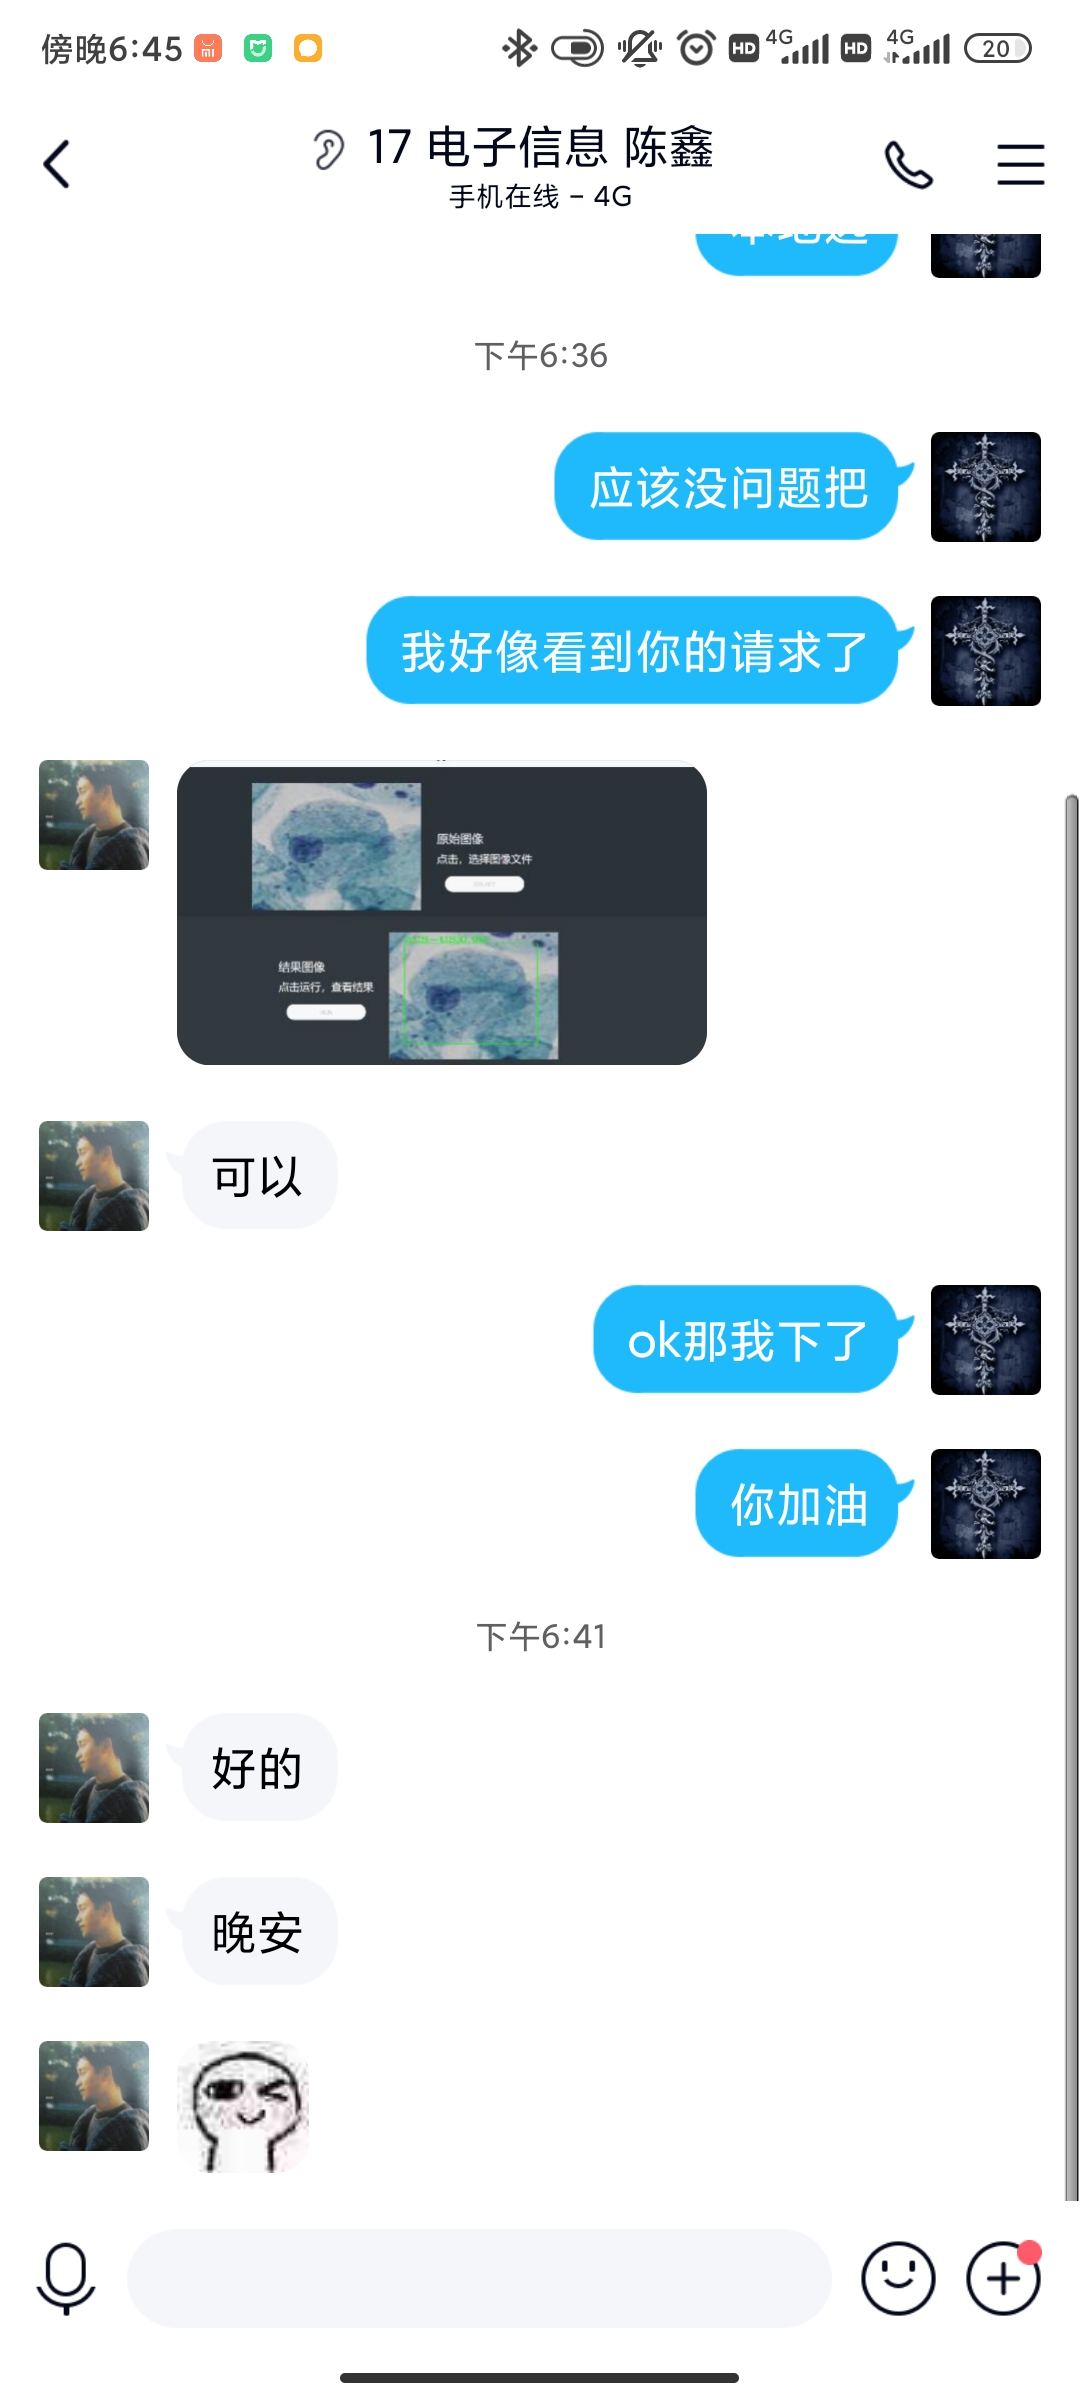 傍晚6:45
HD 4G HD 4G 20
17 电子信息 陈鑫
手机在线 - 4G
下午6:36
应该没问题把
我好像看到你的请求了
原始图像
点击，选择图像文件
结果图像
点击运行，查看结果
可以
ok那我下了
你加油
下午6:41
好的
晚安